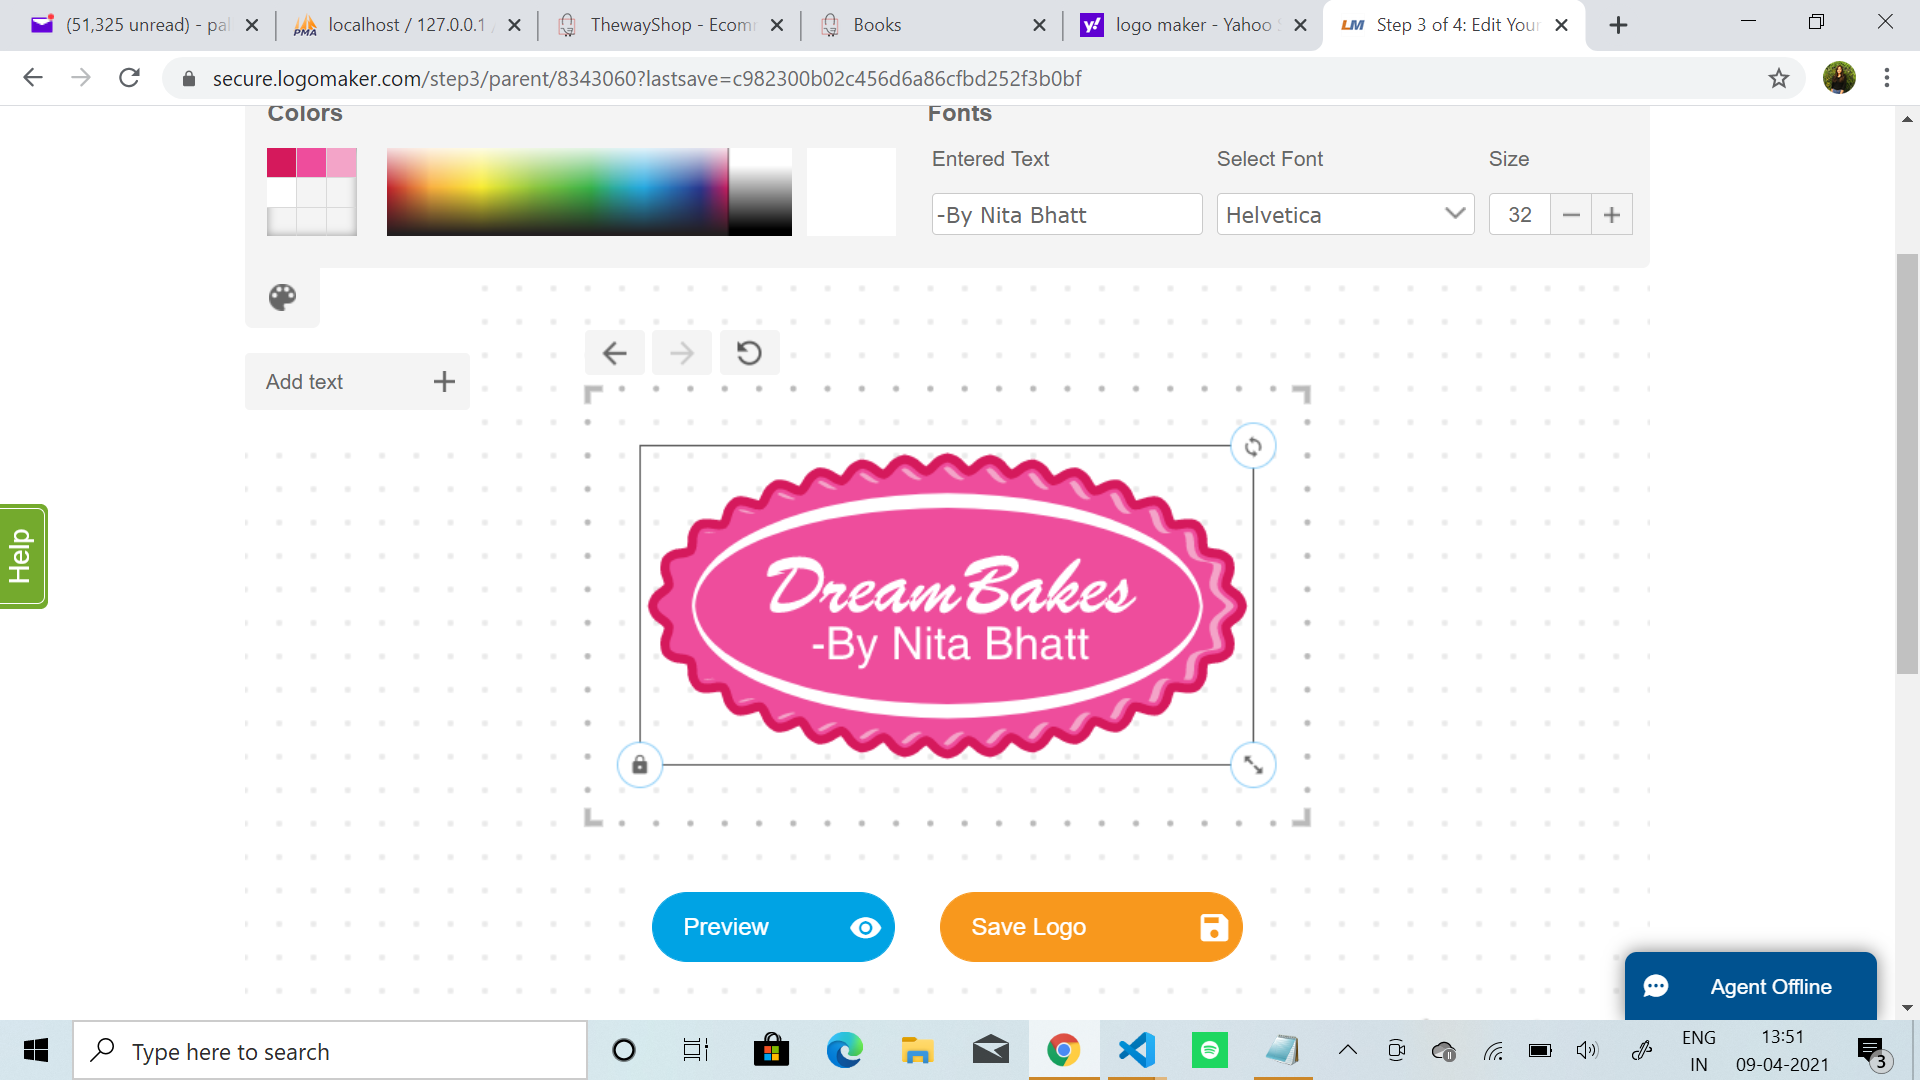 (51,325 unread) - pal
localhost / 127.0.0.1 /
ThewayShop - Ecom
Books
logo maker - Yahoo S
LM Step 3 of 4: Edit Your
secure.logomaker.com/step3/parent/8343060?lastsave=c982300b02c456d6a86cfbd252f3b0bf
Colors
Fonts
Entered Text
Select Font
Size
-By Nita Bhatt
Helvetica
32
Add text
Help
Dream Bakes
-By Nita Bhatt
Preview
Save Logo
Agent Offline
Type here to search
ENG
IN
13:51
09-04-2021
3